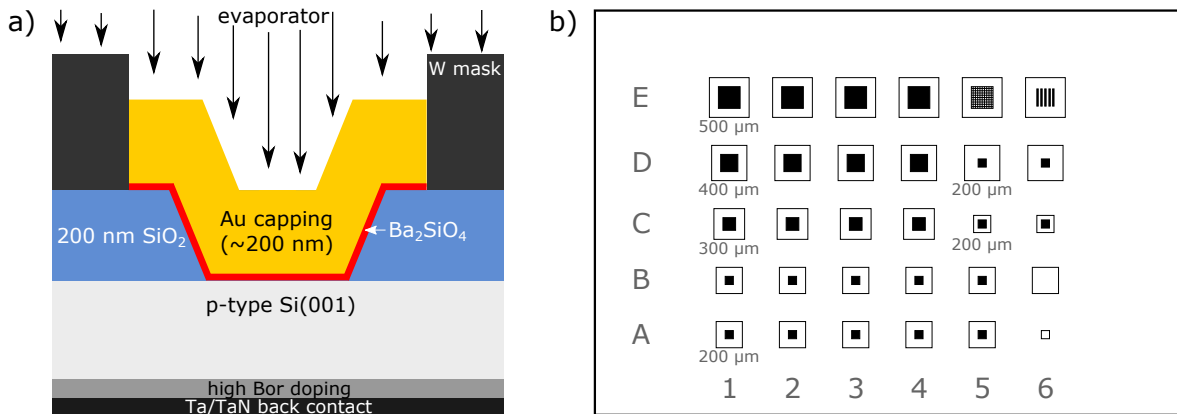 a)
evaporator
W mask
Au capping
(~200 nm)
200 nm SiO₂
Ba₂SiO₄
p-type Si(001)
high Bor doping
Ta/TaN back contact
b)
E
500 µm
D
400 µm
200 µm
C
300 µm
200 µm
B
A
200 µm
1 2 3 4 5 6